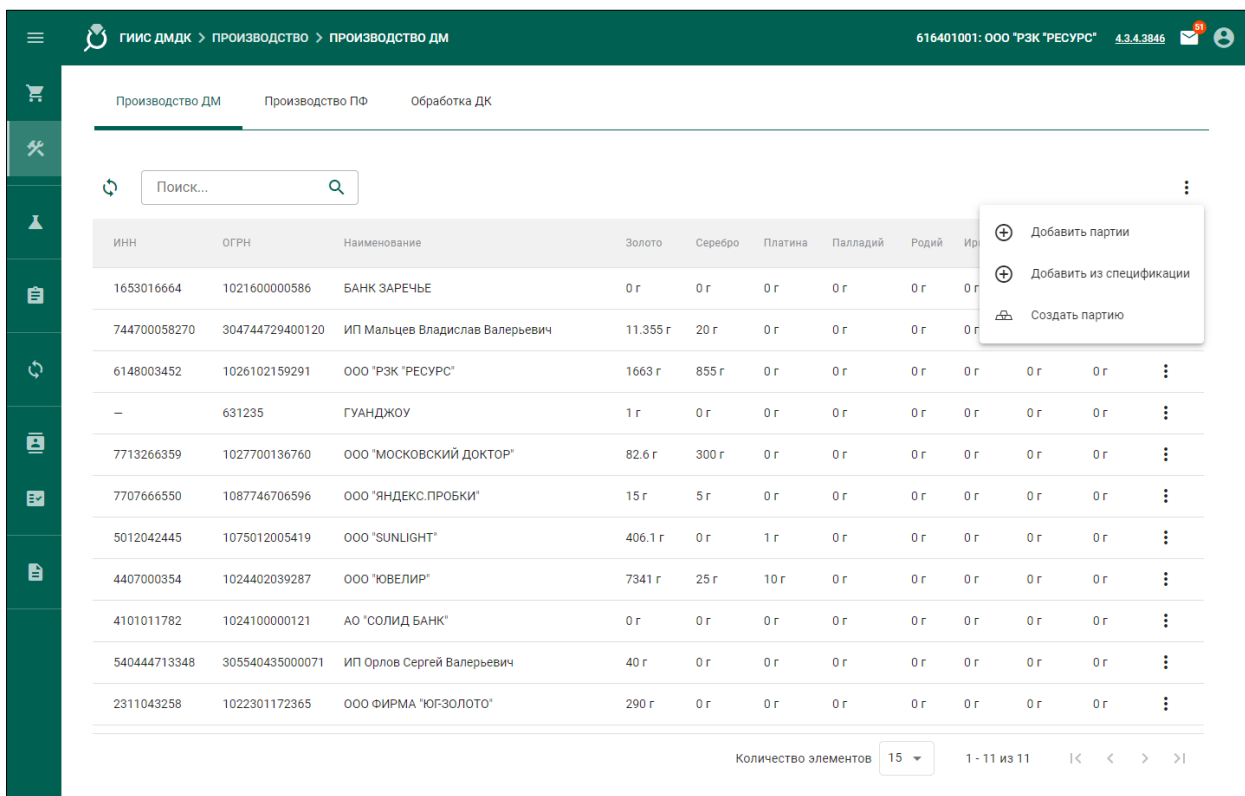 ГИИС ДМДК > ПРОИЗВОДСТВО > ПРОИЗВОДСТВО ДМ 616401001: ООО "РЗК "РЕСУРС" 4.3.4.3846 51
Производство ДМ Производство ПФ Обработка ДК
Поиск...
Добавить партии
Добавить из спецификации
Создать партию
ИНН ОГРН Наименование Золото Серебро Платина Палладий Родий
1653016664 1021600000586 БАНК ЗАРЕЧЬЕ 0 г 0 г 0 г 0 г 0 г 0 г
744700058270 304744729400120 ИП Мальцев Владислав Валерьевич 11.355 г 20 г 0 г 0 г 0 г 0 г
6148003452 1026102159291 ООО "РЗК "РЕСУРС" 1663 г 855 г 0 г 0 г 0 г 0 г 0 г 0 г
— 631235 ГУАНДЖОУ 1 г 0 г 0 г 0 г 0 г 0 г 0 г 0 г
7713266359 1027700136760 ООО "МОСКОВСКИЙ ДОКТОР" 82.6 г 300 г 0 г 0 г 0 г 0 г 0 г 0 г
7707666550 1087746706596 ООО "ЯНДЕКС.ПРОБКИ" 15 г 5 г 0 г 0 г 0 г 0 г 0 г 0 г
5012042445 1075012005419 ООО "SUNLIGHT" 406.1 г 0 г 1 г 0 г 0 г 0 г 0 г 0 г
4407000354 1024402039287 ООО "ЮВЕЛИР" 7341 г 25 г 10 г 0 г 0 г 0 г 0 г 0 г
4101011782 1024100000121 АО "СОЛИД БАНК" 0 г 0 г 0 г 0 г 0 г 0 г 0 г 0 г
540444713348 305540435000071 ИП Орлов Сергей Валерьевич 40 г 0 г 0 г 0 г 0 г 0 г 0 г 0 г
2311043258 1022301172365 ООО ФИРМА "ЮГ-ЗОЛОТО" 290 г 0 г 0 г 0 г 0 г 0 г 0 г 0 г
Количество элементов 15 1 - 11 из 11